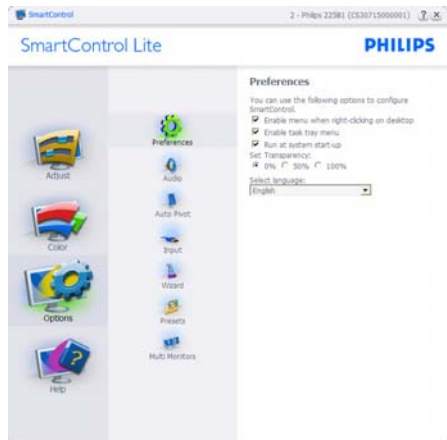 SmartControl
2 - Philips 225B1 (CS30715000001)
SmartControl Lite
PHILIPS
Adjust
Color
Options
Help
Preferences
Audio
Auto Pivot
Input
Wizard
Presets
Multi Monitors
Preferences
You can use the following options to configure
SmartControl.
Enable menu when right-clicking on desktop
Enable task tray menu
Run at system start-up
Set Transparency:
0% 50% 100%
Select language:
English